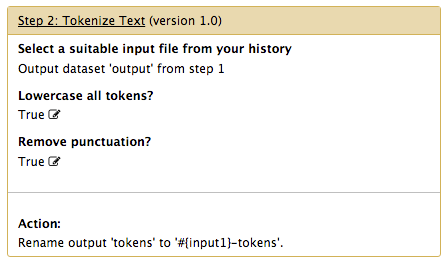 Step 2: Tokenize Text (version 1.0)
Select a suitable input file from your history
Output dataset 'output' from step 1
Lowercase all tokens?
True
Remove punctuation?
True
Action:
Rename output 'tokens' to '#{input1}-tokens'.